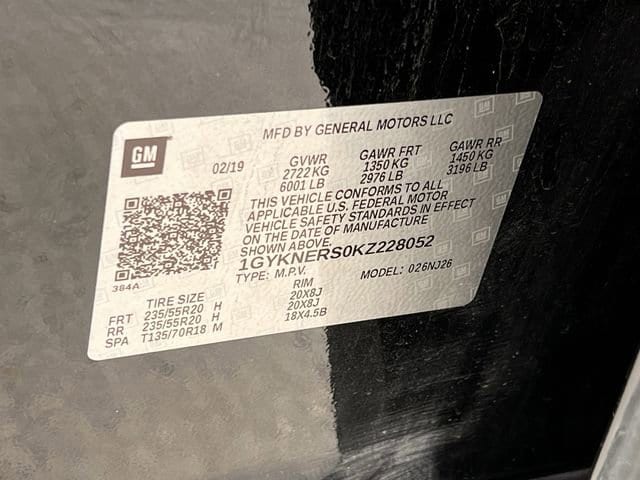 MFD BY GENERAL MOTORS LLC
GM
02/19
GVWR GAWR FRT GAWR RR
2722 KG 1350 KG 1450 KG
6001 LB 2976 LB 3196 LB
THIS VEHICLE CONFORMS TO ALL
APPLICABLE U.S. FEDERAL MOTOR
VEHICLE SAFETY STANDARDS IN EFFECT
ON THE DATE OF MANUFACTURE
SHOWN ABOVE.
1GYKNERS0KZ228052
TYPE: M.P.V. MODEL: 026NJ26
384A
TIRE SIZE RIM
FRT 235/55R20 H 20X8J
RR 235/55R20 H 20X8J
SPA T135/70R18 M 18X4.5B